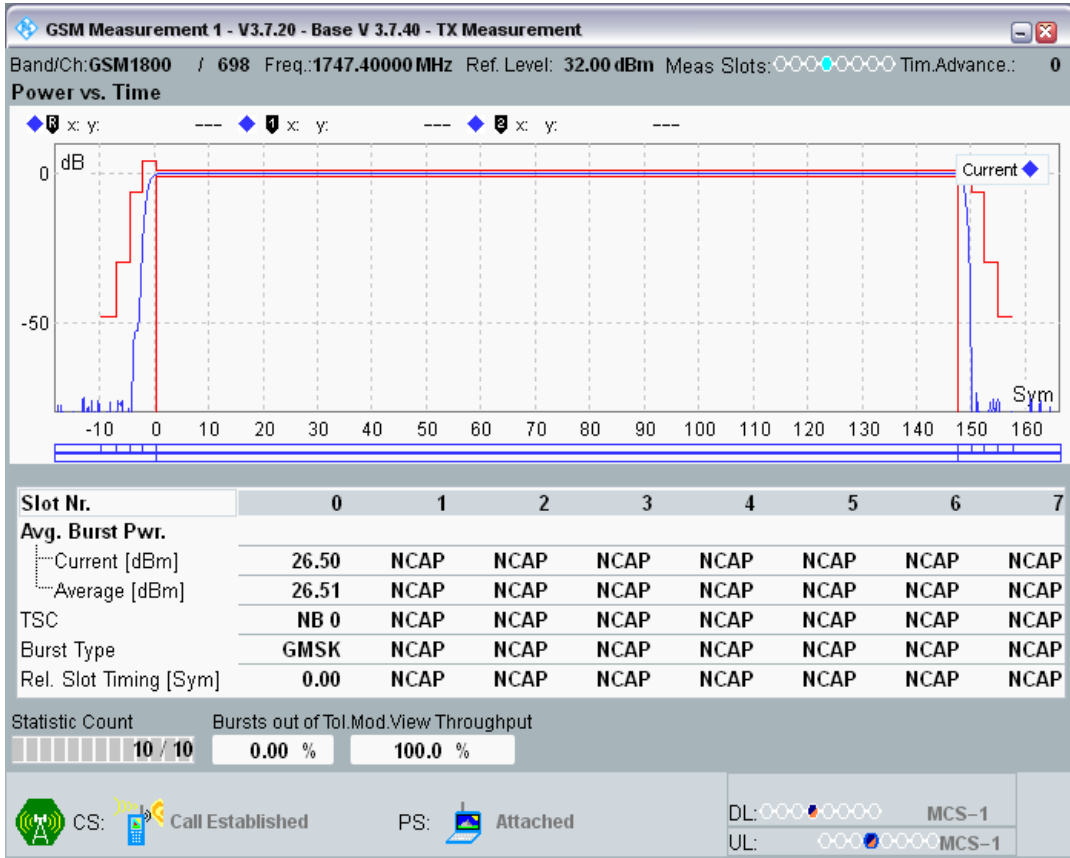 GSM Measurement 1 - V3.7.20 - Base V 3.7.40 - TX Measurement
Band/Ch:GSM1800 / 698 Freq.:1747.40000 MHz Ref. Level: 32.00 dBm Meas Slots: Tim.Advance.: 0
Power vs. Time
R x: y: --- 1 x: y: --- 2 x: y: ---
dB
Current
0
-50
Sym
-10 0 10 20 30 40 50 60 70 80 90 100 110 120 130 140 150 160
Slot Nr. 0 1 2 3 4 5 6 7
Avg. Burst Pwr.
Current [dBm] 26.50 NCAP NCAP NCAP NCAP NCAP NCAP NCAP
Average [dBm] 26.51 NCAP NCAP NCAP NCAP NCAP NCAP NCAP
TSC NB 0 NCAP NCAP NCAP NCAP NCAP NCAP NCAP
Burst Type GMSK NCAP NCAP NCAP NCAP NCAP NCAP NCAP
Rel. Slot Timing [Sym] 0.00 NCAP NCAP NCAP NCAP NCAP NCAP NCAP
Statistic Count Bursts out of Tol.Mod.View Throughput
10 / 10 0.00 % 100.0 %
CS: Call Established PS: Attached
DL: MCS-1
UL: MCS-1